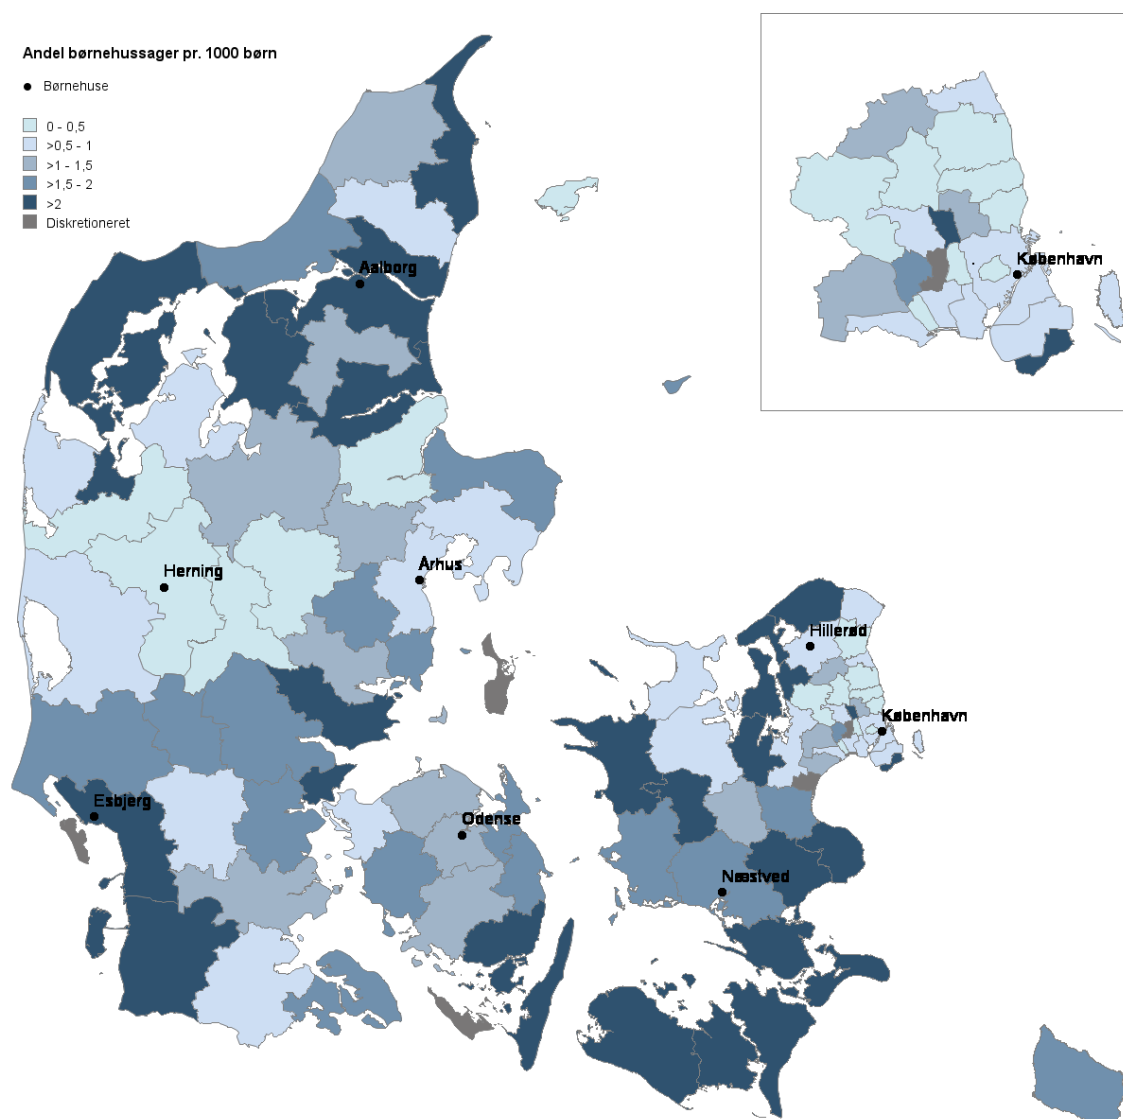 Andel børnehussager pr. 1000 børn
Børnehuse
0 - 0,5
>0,5 - 1
>1 - 1,5
>1,5 - 2
>2
Diskretioneret
København
Aalborg
Herning
Århus
Hillerød
København
Esbjerg
Odense
Næstved